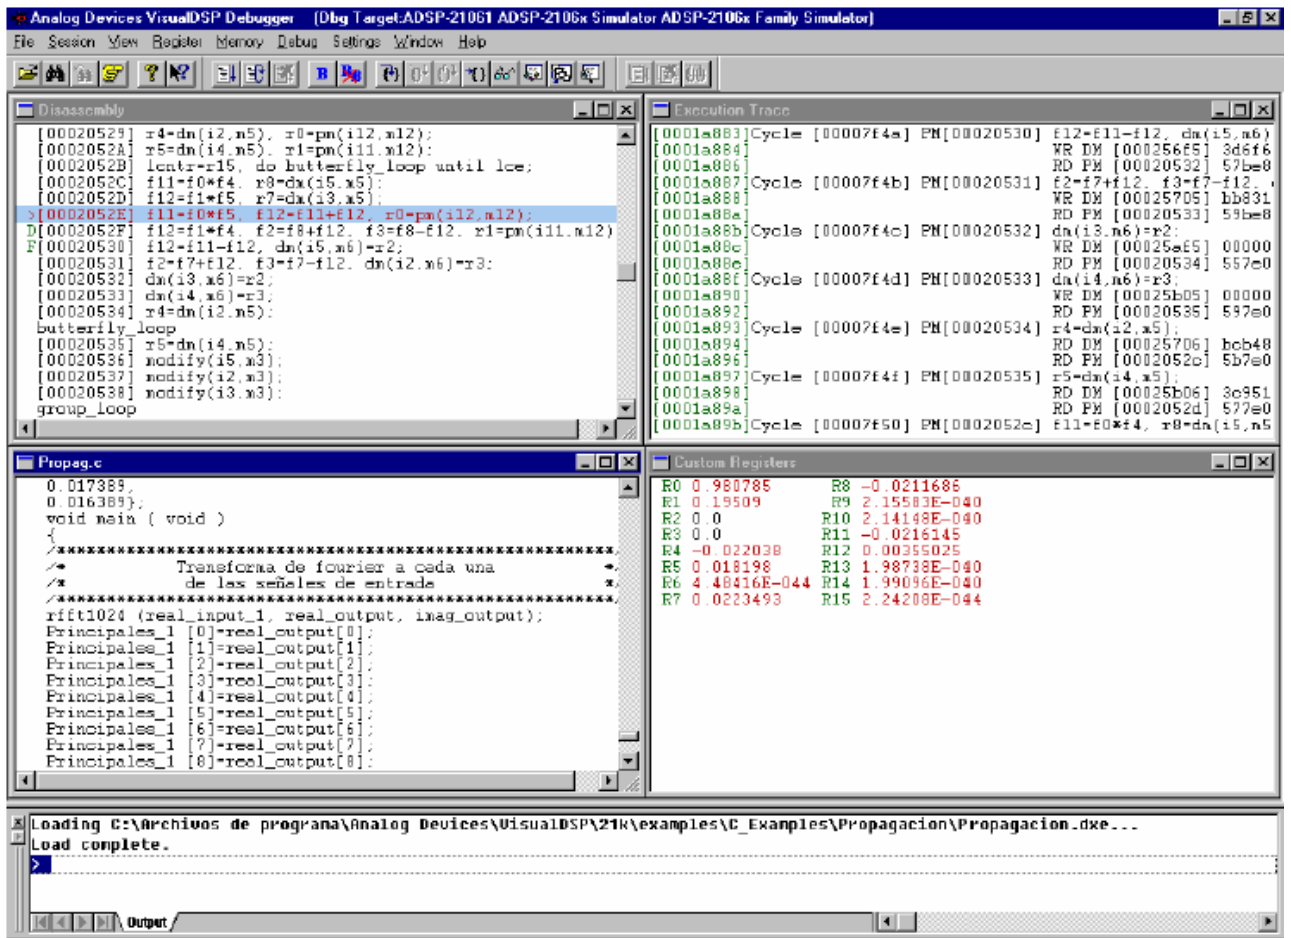 Analog Devices VisualDSP Debugger (Dbg Target:ADSP-21061 ADSP-2106x Simulator ADSP-2106x Family Simulator)
File Session View Register Memory Debug Settings Window Help
Disassembly
[00020529] r4=dm(i2,m5), r0=pm(i12,m12);
[0002052A] r5=dm(i4,m5), r1=pm(i11,m12);
[0002052B] lcntr=r15, do butterfly_loop until lce;
[0002052C] f11=f0*f4, r8=dm(i5,m5);
[0002052D] f12=f1*f5, r7=dm(i3,m5);
>[0002052E] f11=f0*f5, f12=f11+f12, r0=pm(i12,m12);
D[0002052F] f12=f1*f4, f2=f8+f12, f3=f8-f12, r1=pm(i11,m12)
F[00020530] f12=f11-f12, dm(i5,m6)=r2;
[00020531] f2=f7+f12, f3=f7-f12, dm(i2,m6)=r3;
[00020532] dm(i3,m6)=r2;
[00020533] dm(i4,m6)=r3;
[00020534] r4=dm(i2,m5);
butterfly_loop
[00020535] r5=dm(i4,m5);
[00020536] modify(i5,m3);
[00020537] modify(i2,m3);
[00020538] modify(i3,m3);
group_loop
Execution Trace
[0001a883]Cycle [00007f4a] PM[00020530] f12=f11-f12, dm(i5,m6)
[0001a884] WR DM [000256f5] 3d6f6
[0001a886] RD PM [00020532] 57be8
[0001a887]Cycle [00007f4b] PM[00020531] f2=f7+f12, f3=f7-f12,
[0001a888] WR DM [00025705] bb831
[0001a88a] RD PM [00020533] 59be8
[0001a88b]Cycle [00007f4c] PM[00020532] dm(i3,m6)=r2;
[0001a88c] WR DM [00025af5] 00000
[0001a88e] RD PM [00020534] 557e0
[0001a88f]Cycle [00007f4d] PM[00020533] dm(i4,m6)=r3;
[0001a890] WR DM [00025b05] 00000
[0001a892] RD PM [00020535] 597e0
[0001a893]Cycle [00007f4e] PM[00020534] r4=dm(i2,m5);
[0001a894] RD DM [00025706] bcb48
[0001a896] RD PM [0002052c] 5b7e0
[0001a897]Cycle [00007f4f] PM[00020535] r5=dm(i4,m5);
[0001a898] RD DM [00025b06] 3c951
[0001a89a] RD PM [0002052d] 577e0
[0001a89b]Cycle [00007f50] PM[0002052c] f11=f0*f4, r8=dm(i5,m5
Propag.c
0.017389,
0.016389};
void main ( void )
{
/**********************************************************/
/* Transforma de fourier a cada una *
/* de las señales de entrada *
/**********************************************************/
rfft1024 (real_input_1, real_output, imag_output);
Principales_1 [0]=real_output[0];
Principales_1 [1]=real_output[1];
Principales_1 [2]=real_output[2];
Principales_1 [3]=real_output[3];
Principales_1 [4]=real_output[4];
Principales_1 [5]=real_output[5];
Principales_1 [6]=real_output[6];
Principales_1 [7]=real_output[7];
Principales_1 [8]=real_output[8];
Custom Registers
R0 0.980785 R8 -0.0211686
R1 0.19509 R9 2.15583E-040
R2 0.0 R10 2.14148E-040
R3 0.0 R11 -0.0216145
R4 -0.022038 R12 0.00355025
R5 0.018198 R13 1.98738E-040
R6 4.48416E-044 R14 1.99096E-040
R7 0.0223493 R15 2.24208E-044
Loading C:\Archivos de programa\Analog Devices\VisualDSP\21k\examples\C_Examples\Propagacion\Propagacion.dxe...
Load complete.
>
Output